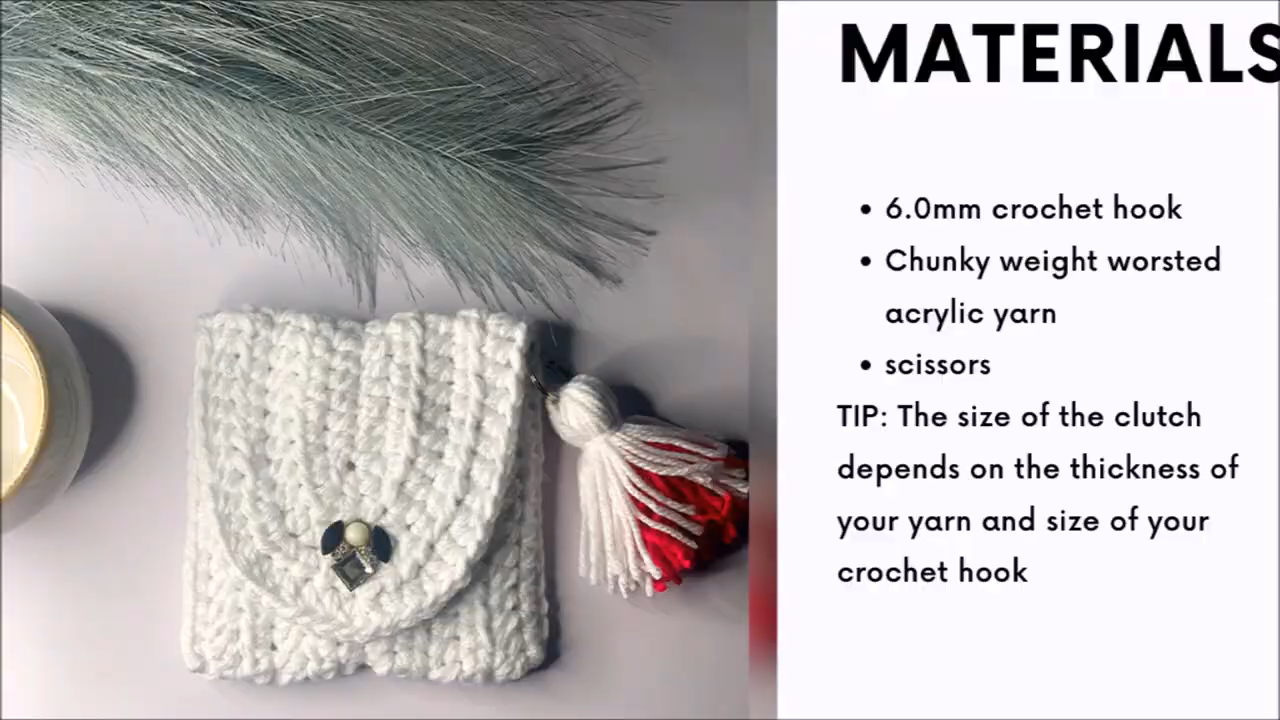 MATERIALS
• 6.0mm crochet hook
• Chunky weight worsted
acrylic yarn
• scissors
TIP: The size of the clutch
depends on the thickness of
your yarn and size of your
crochet hook